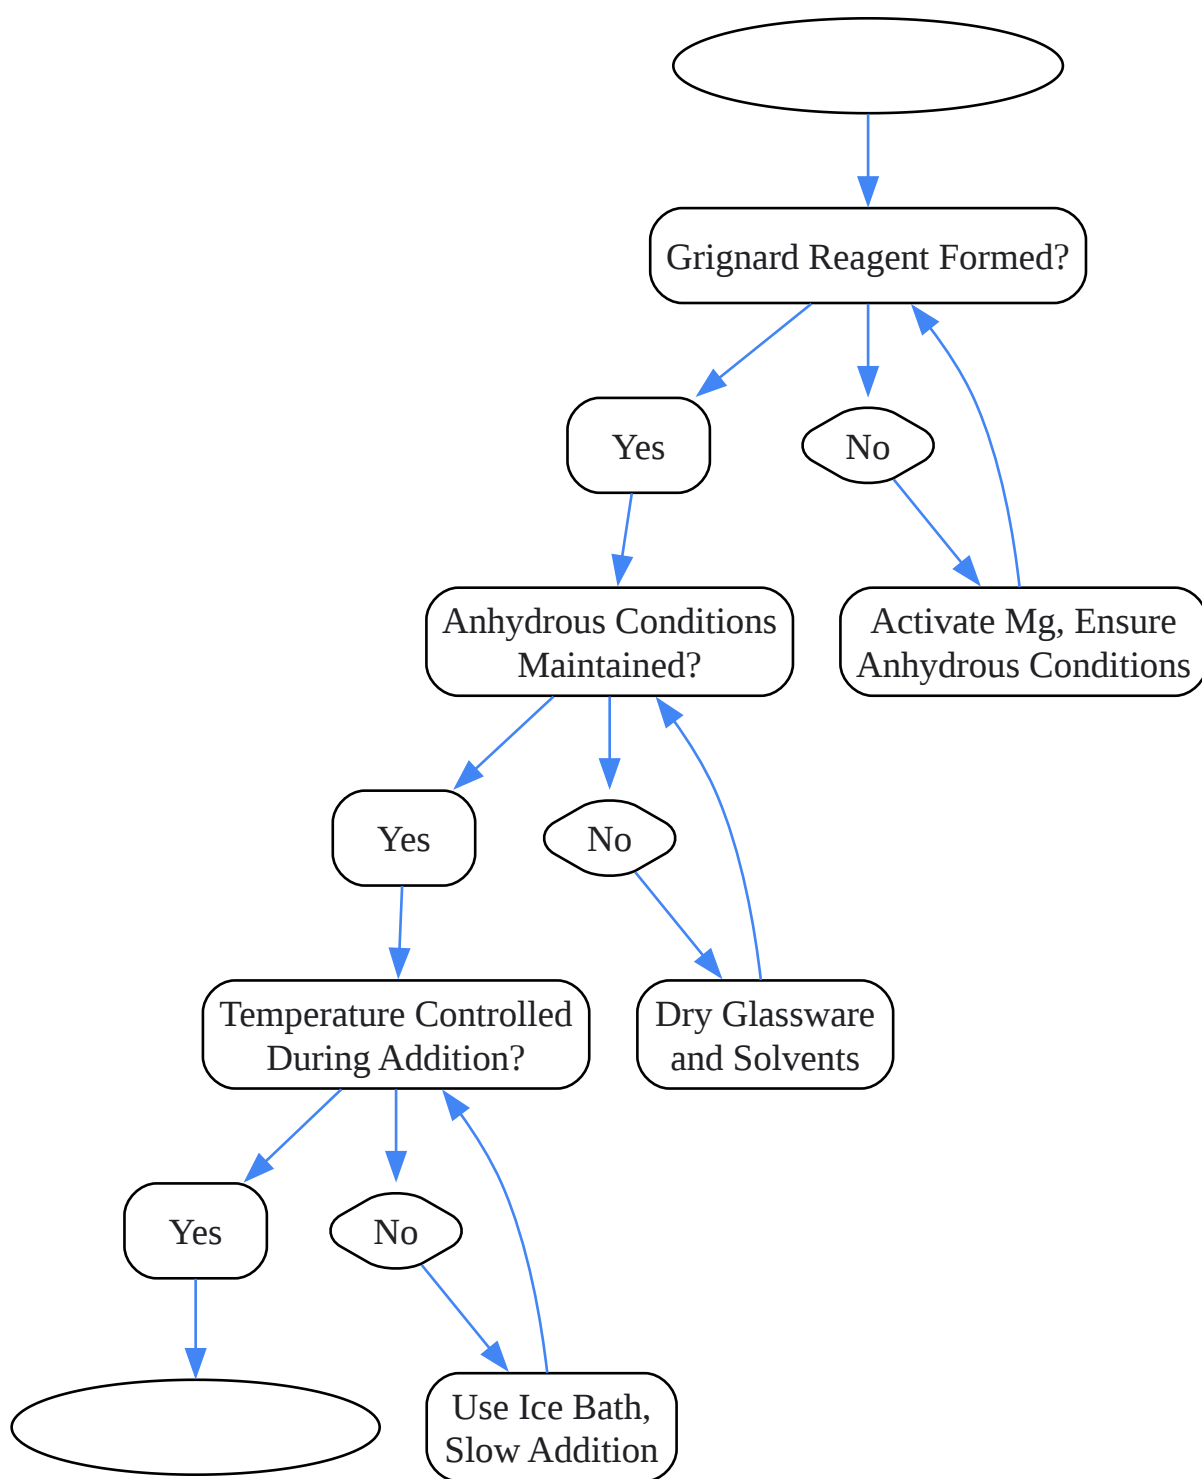 Grignard Reagent Formed?
Yes
No
Anhydrous Conditions
Maintained?
Activate Mg, Ensure
Anhydrous Conditions
Yes
No
Temperature Controlled
During Addition?
Dry Glassware
and Solvents
Yes
No
Use Ice Bath,
Slow Addition